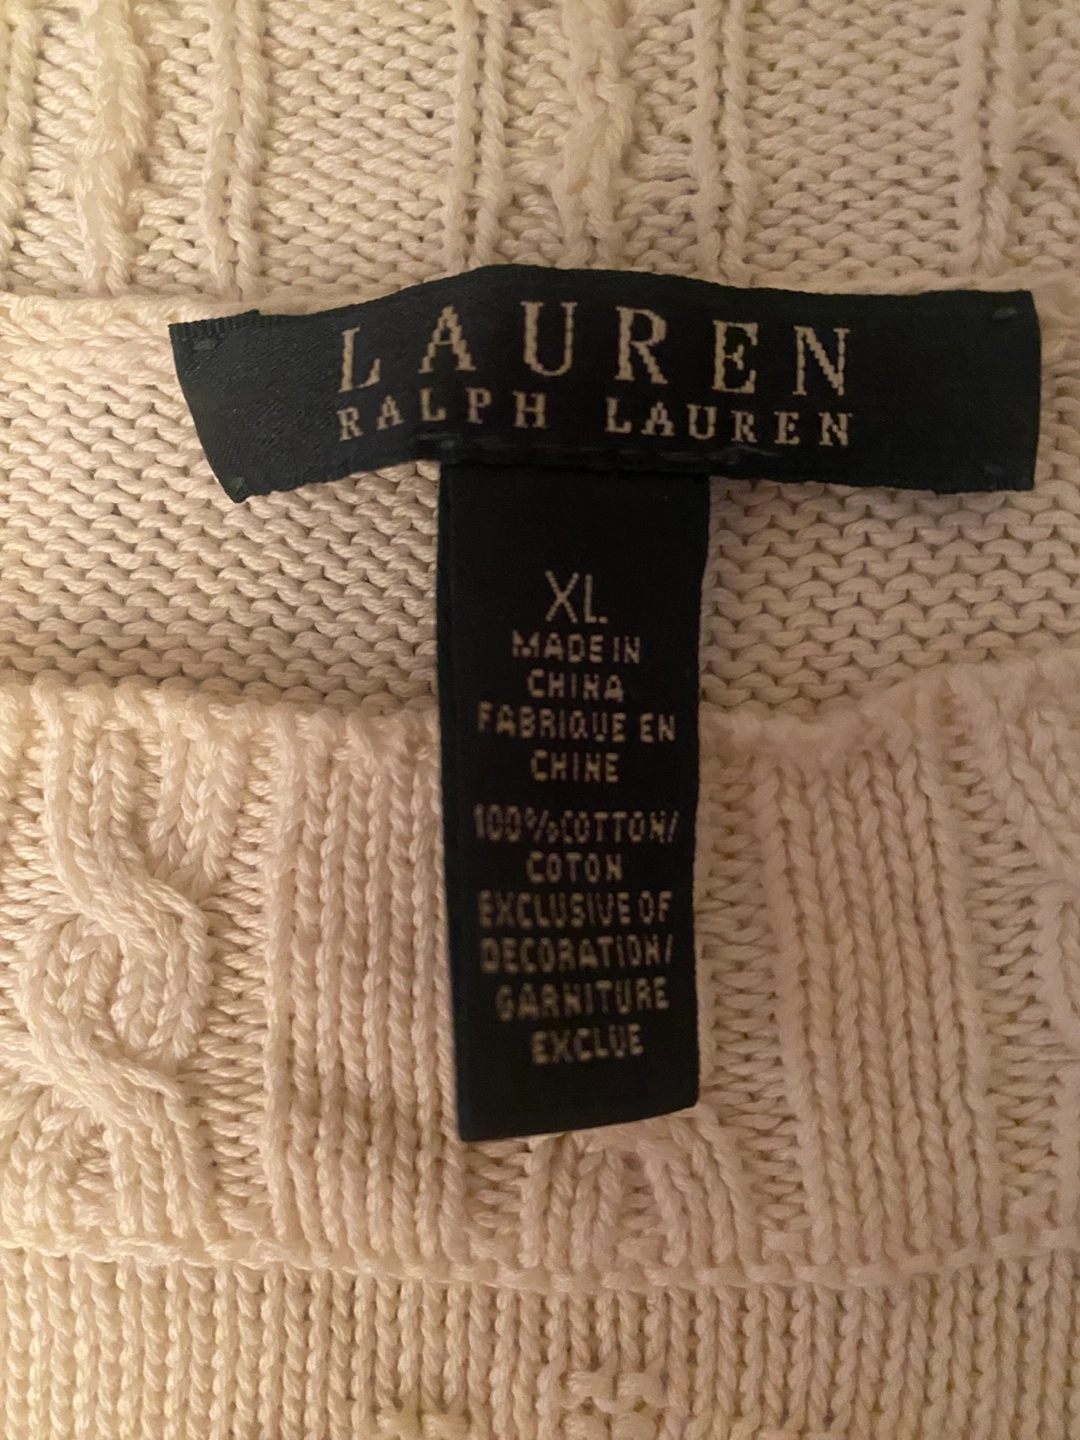 LAUREN
RALPH LAUREN
XL
MADE IN
CHINA
FABRIQUE EN
CHINE
100%COTTON/
COTON
EXCLUSIVE OF
DECORATION/
GARNITURE
EXCLUE